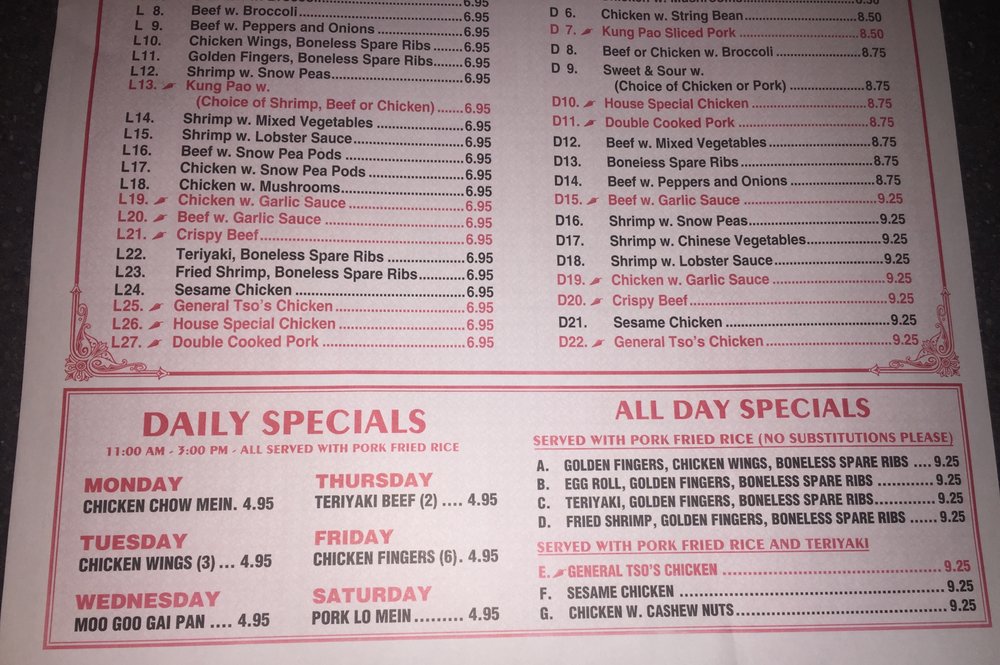 L 8. Beef w. Broccoli 6.95
L 9. Beef w. Peppers and Onions 6.95
L10. Chicken Wings, Boneless Spare Ribs 6.95
L11. Golden Fingers, Boneless Spare Ribs 6.95
L12. Shrimp w. Snow Peas 6.95
L13. Kung Pao w.
(Choice of Shrimp, Beef or Chicken) 6.95
L14. Shrimp w. Mixed Vegetables 6.95
L15. Shrimp w. Lobster Sauce 6.95
L16. Beef w. Snow Pea Pods 6.95
L17. Chicken w. Snow Pea Pods 6.95
L18. Chicken w. Mushrooms 6.95
L19. Chicken w. Garlic Sauce 6.95
L20. Beef w. Garlic Sauce 6.95
L21. Crispy Beef 6.95
L22. Teriyaki, Boneless Spare Ribs 6.95
L23. Fried Shrimp, Boneless Spare Ribs 6.95
L24. Sesame Chicken 6.95
L25. General Tso's Chicken 6.95
L26. House Special Chicken 6.95
L27. Double Cooked Pork 6.95
D 6. Chicken w. String Bean 8.50
D 7. Kung Pao Sliced Pork 8.50
D 8. Beef or Chicken w. Broccoli 8.75
D 9. Sweet & Sour w.
(Choice of Chicken or Pork) 8.75
D10. House Special Chicken 8.75
D11. Double Cooked Pork 8.75
D12. Beef w. Mixed Vegetables 8.75
D13. Boneless Spare Ribs 8.75
D14. Beef w. Peppers and Onions 8.75
D15. Beef w. Garlic Sauce 9.25
D16. Shrimp w. Snow Peas 9.25
D17. Shrimp w. Chinese Vegetables 9.25
D18. Shrimp w. Lobster Sauce 9.25
D19. Chicken w. Garlic Sauce 9.25
D20. Crispy Beef 9.25
D21. Sesame Chicken 9.25
D22. General Tso's Chicken 9.25
DAILY SPECIALS
11:00 AM - 3:00 PM - ALL SERVED WITH PORK FRIED RICE
MONDAY
CHICKEN CHOW MEIN. 4.95
TUESDAY
CHICKEN WINGS (3) ... 4.95
WEDNESDAY
MOO GOO GAI PAN .... 4.95
THURSDAY
TERIYAKI BEEF (2) .... 4.95
FRIDAY
CHICKEN FINGERS (6). 4.95
SATURDAY
PORK LO MEIN ......... 4.95
ALL DAY SPECIALS
SERVED WITH PORK FRIED RICE (NO SUBSTITUTIONS PLEASE)
A. GOLDEN FINGERS, CHICKEN WINGS, BONELESS SPARE RIBS .... 9.25
B. EGG ROLL, GOLDEN FINGERS, BONELESS SPARE RIBS ............ 9.25
C. TERIYAKI, GOLDEN FINGERS, BONELESS SPARE RIBS ............ 9.25
D. FRIED SHRIMP, GOLDEN FINGERS, BONELESS SPARE RIBS ...... 9.25
SERVED WITH PORK FRIED RICE AND TERIYAKI
E. GENERAL TSO'S CHICKEN 9.25
F. SESAME CHICKEN 9.25
G. CHICKEN W. CASHEW NUTS 9.25